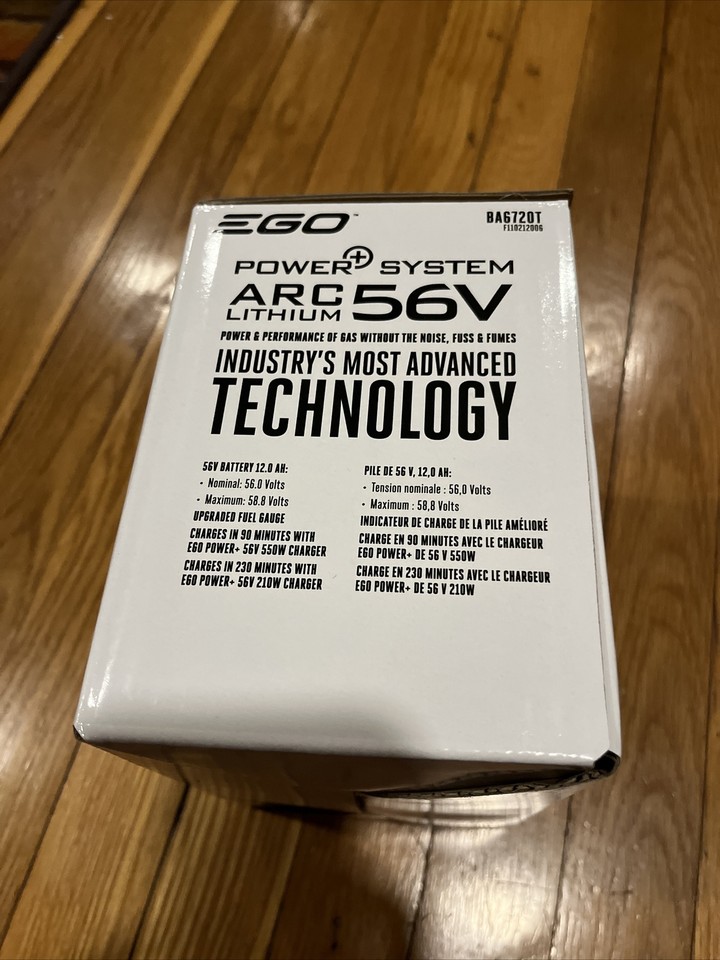 EGO™
BA6720T
F110212006
POWER+ SYSTEM
ARC
LITHIUM
56V
POWER & PERFORMANCE OF GAS WITHOUT THE NOISE, FUSS & FUMES
INDUSTRY'S MOST ADVANCED
TECHNOLOGY
56V BATTERY 12.0 AH:
• Nominal: 56.0 Volts
• Maximum: 58.8 Volts
UPGRADED FUEL GAUGE
CHARGES IN 90 MINUTES WITH
EGO POWER+ 56V 550W CHARGER
CHARGES IN 230 MINUTES WITH
EGO POWER+ 56V 210W CHARGER
PILE DE 56 V, 12,0 AH:
• Tension nominale : 56,0 Volts
• Maximum : 58,8 Volts
INDICATEUR DE CHARGE DE LA PILE AMÉLIORÉ
CHARGE EN 90 MINUTES AVEC LE CHARGEUR
EGO POWER+ DE 56 V 550W
CHARGE EN 230 MINUTES AVEC LE CHARGEUR
EGO POWER+ DE 56 V 210W